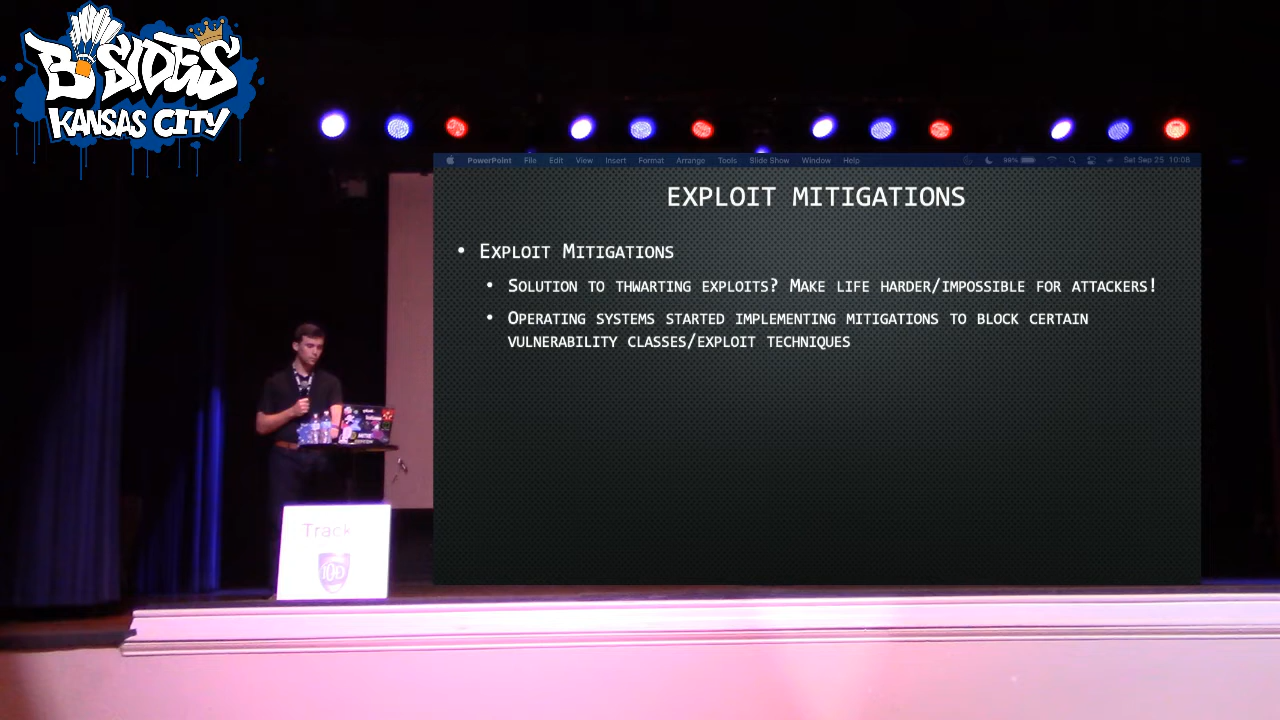 B·SIDES
KANSAS CITY
PowerPoint File Edit View Insert Format Arrange Tools Slide Show Window Help 99% Sat Sep 25 10:08
EXPLOIT MITIGATIONS
• EXPLOIT MITIGATIONS
• SOLUTION TO THWARTING EXPLOITS? MAKE LIFE HARDER/IMPOSSIBLE FOR ATTACKERS!
• OPERATING SYSTEMS STARTED IMPLEMENTING MITIGATIONS TO BLOCK CERTAIN
VULNERABILITY CLASSES/EXPLOIT TECHNIQUES
Track